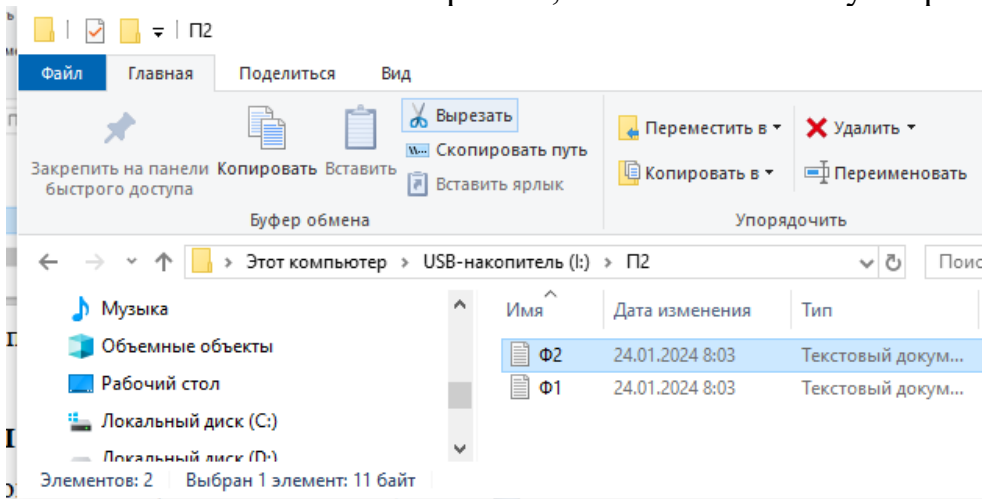 П2
Файл Главная Поделиться Вид
Закрепить на панели быстрого доступа
Копировать
Вставить
Вырезать
Скопировать путь
Вставить ярлык
Переместить в
Копировать в
Удалить
Переименовать
Буфер обмена
Упорядочить
Этот компьютер > USB-накопитель (I:) > П2
Музыка
Объемные объекты
Рабочий стол
Локальный диск (C:)
Локальный диск (D:)
Имя Дата изменения Тип
Ф2 24.01.2024 8:03 Текстовый докум...
Ф1 24.01.2024 8:03 Текстовый докум...
Элементов: 2 Выбран 1 элемент: 11 байт